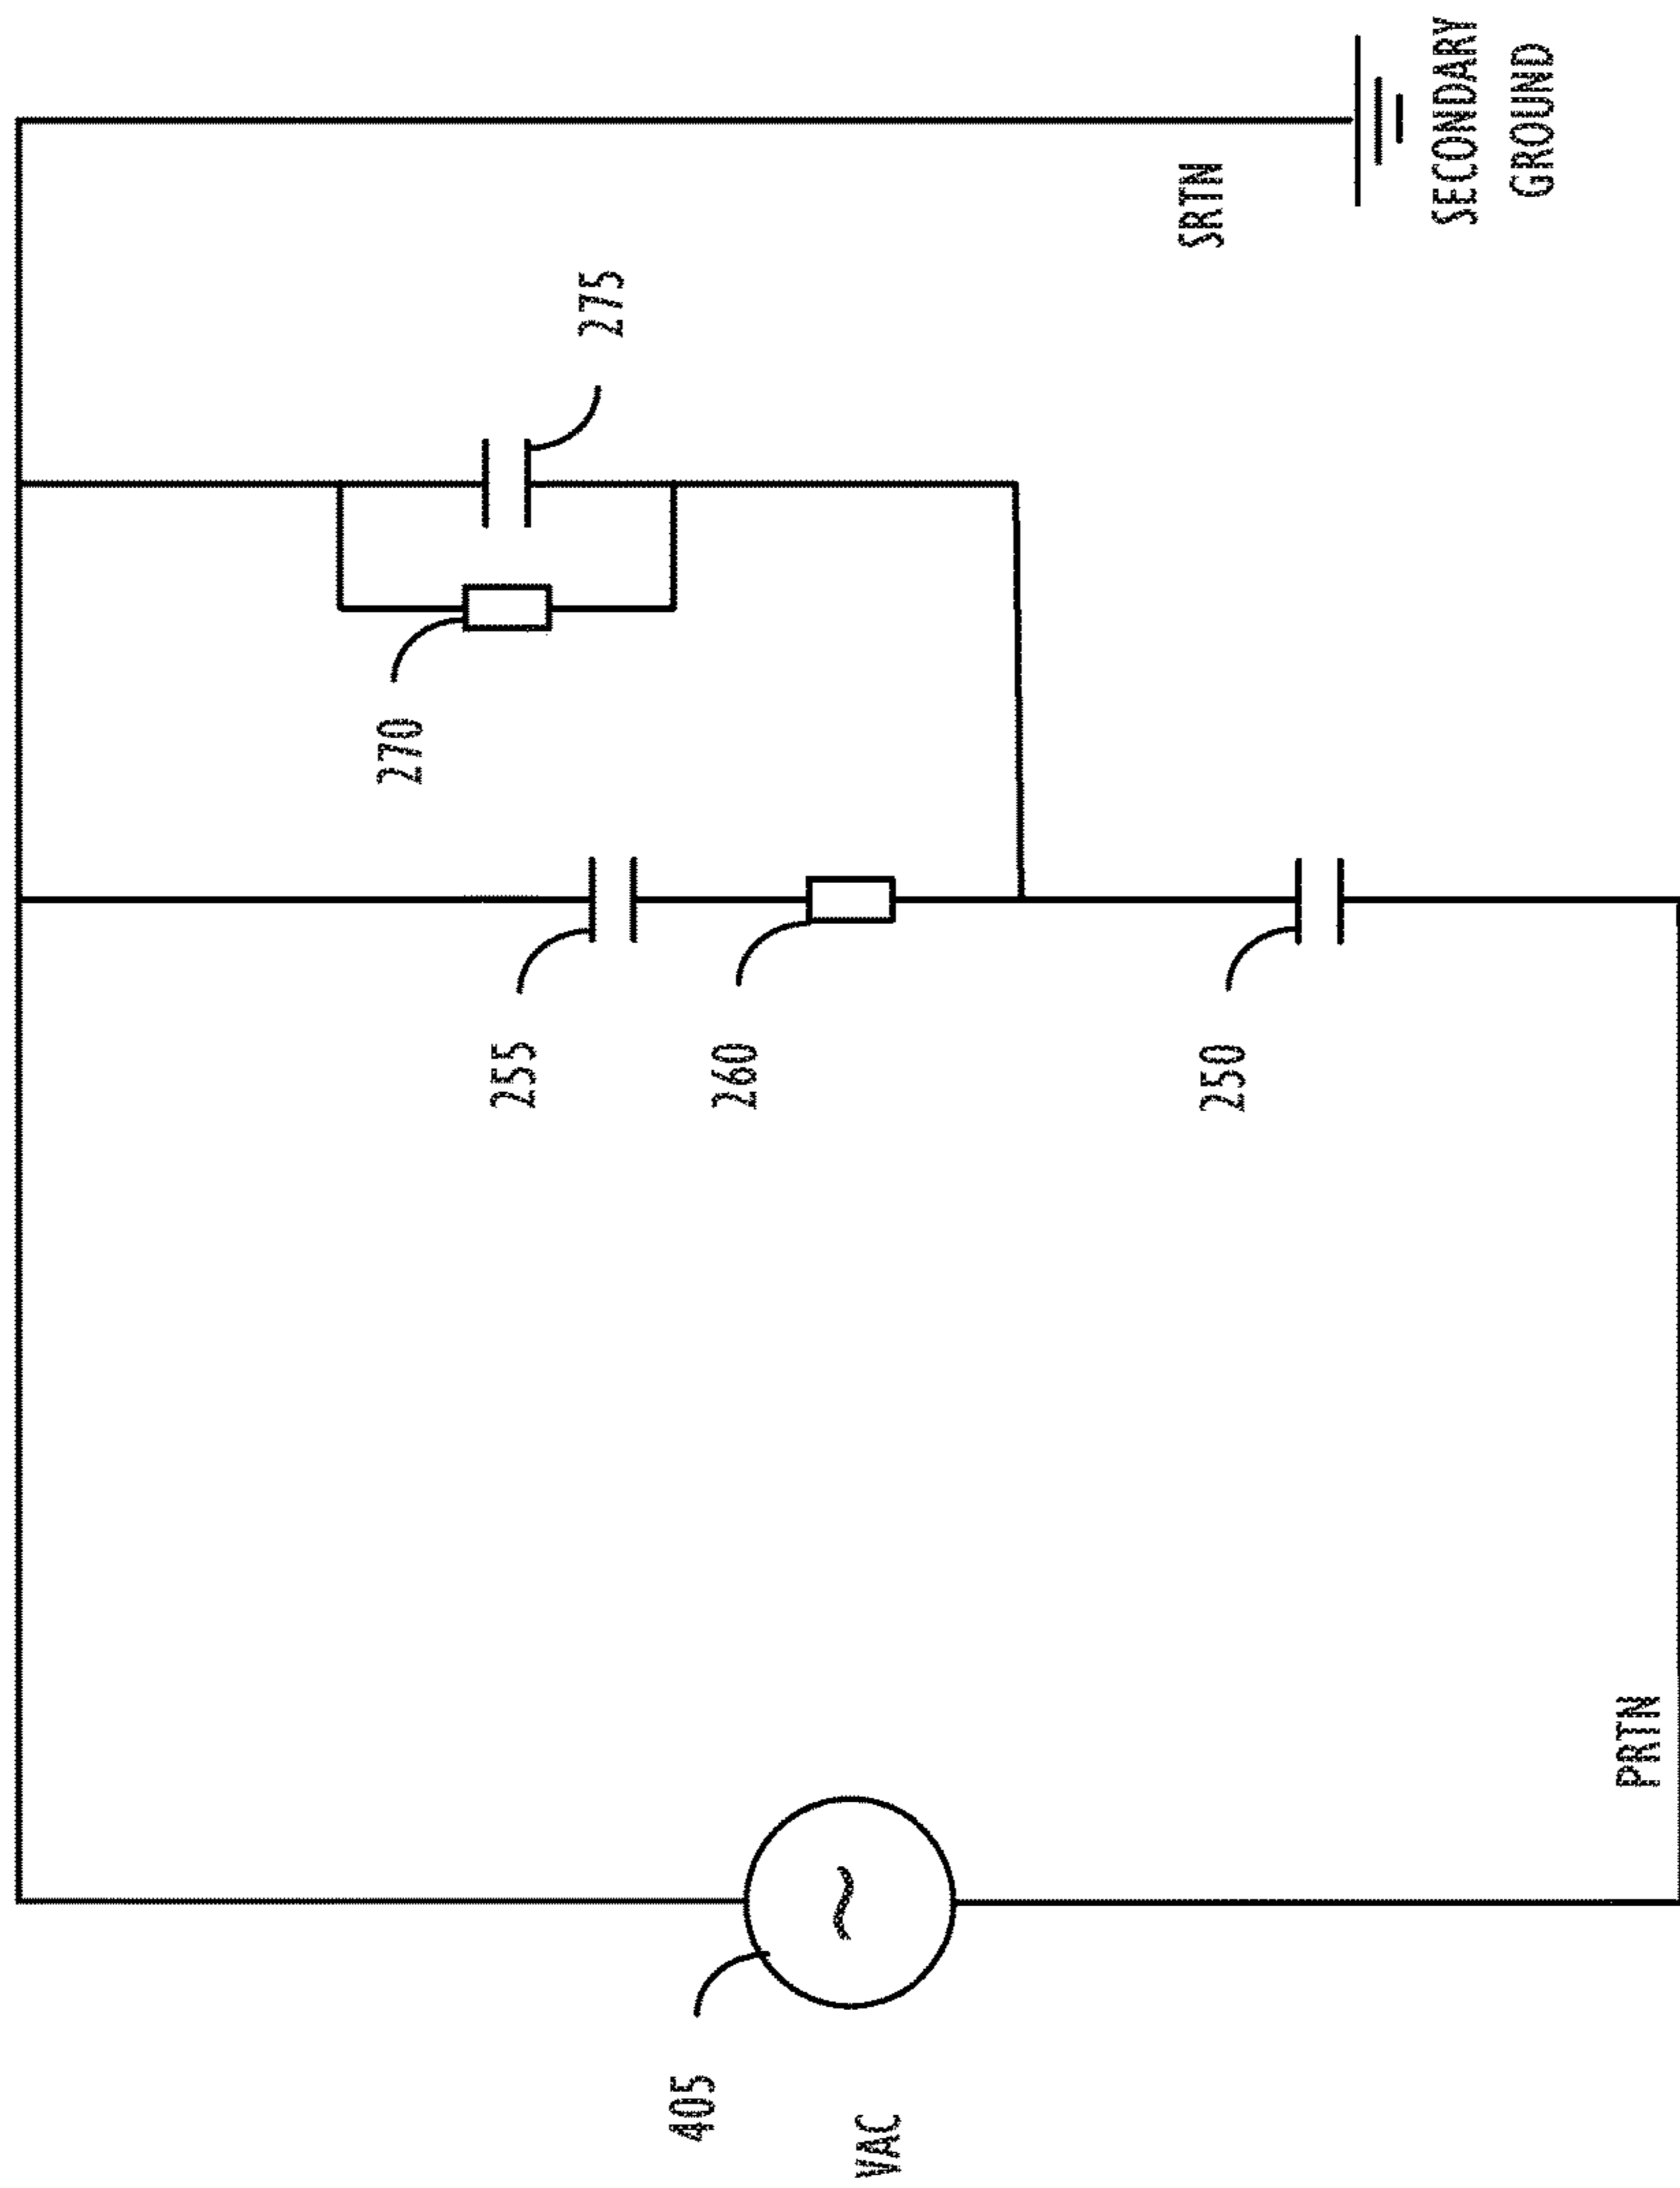 405
VAC
PRTN
255
260
250
270
275
SRTN
SECONDARY
GROUND